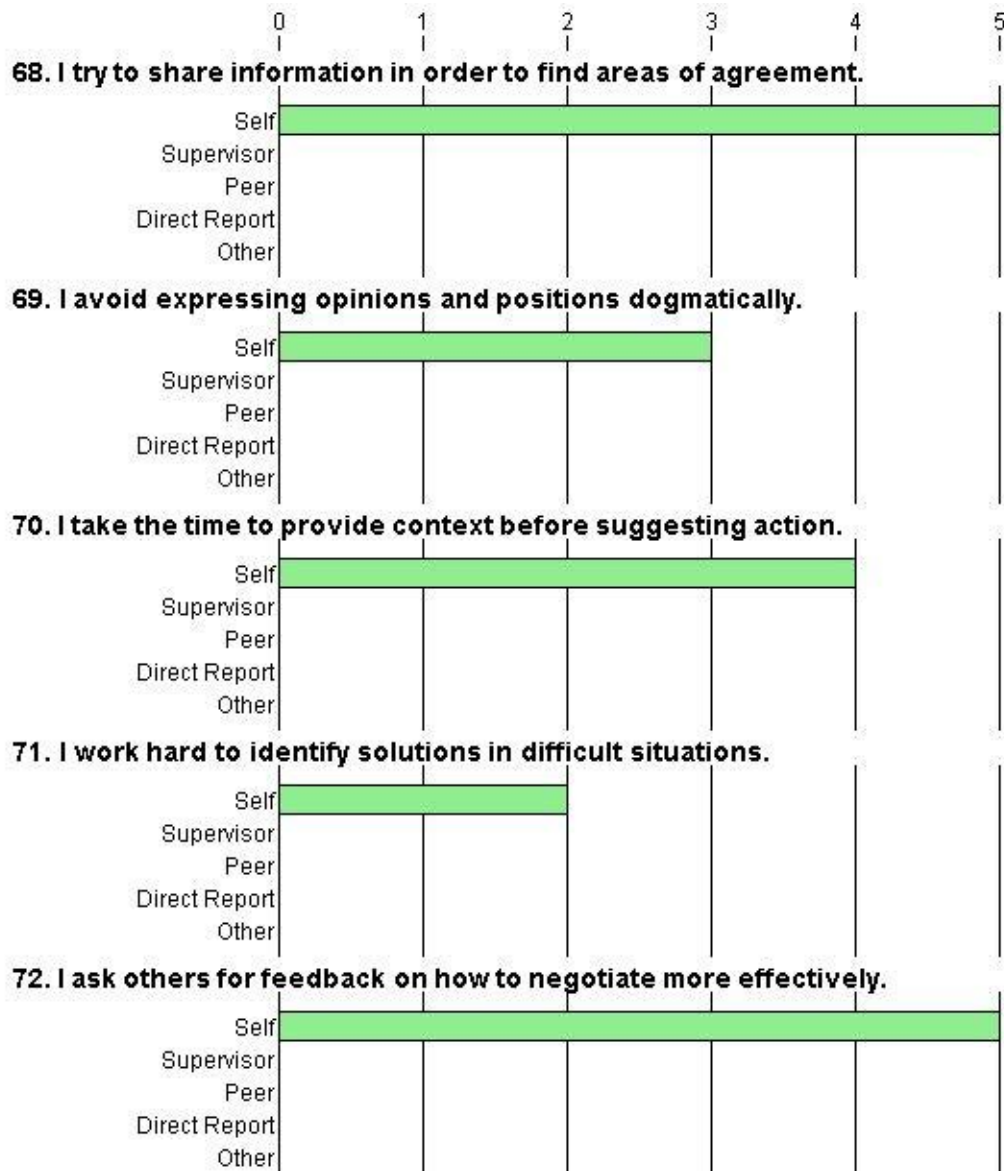 0 1 2 3 4 5
68. I try to share information in order to find areas of agreement.
Self
Supervisor
Peer
Direct Report
Other
69. I avoid expressing opinions and positions dogmatically.
Self
Supervisor
Peer
Direct Report
Other
70. I take the time to provide context before suggesting action.
Self
Supervisor
Peer
Direct Report
Other
71. I work hard to identify solutions in difficult situations.
Self
Supervisor
Peer
Direct Report
Other
72. I ask others for feedback on how to negotiate more effectively.
Self
Supervisor
Peer
Direct Report
Other